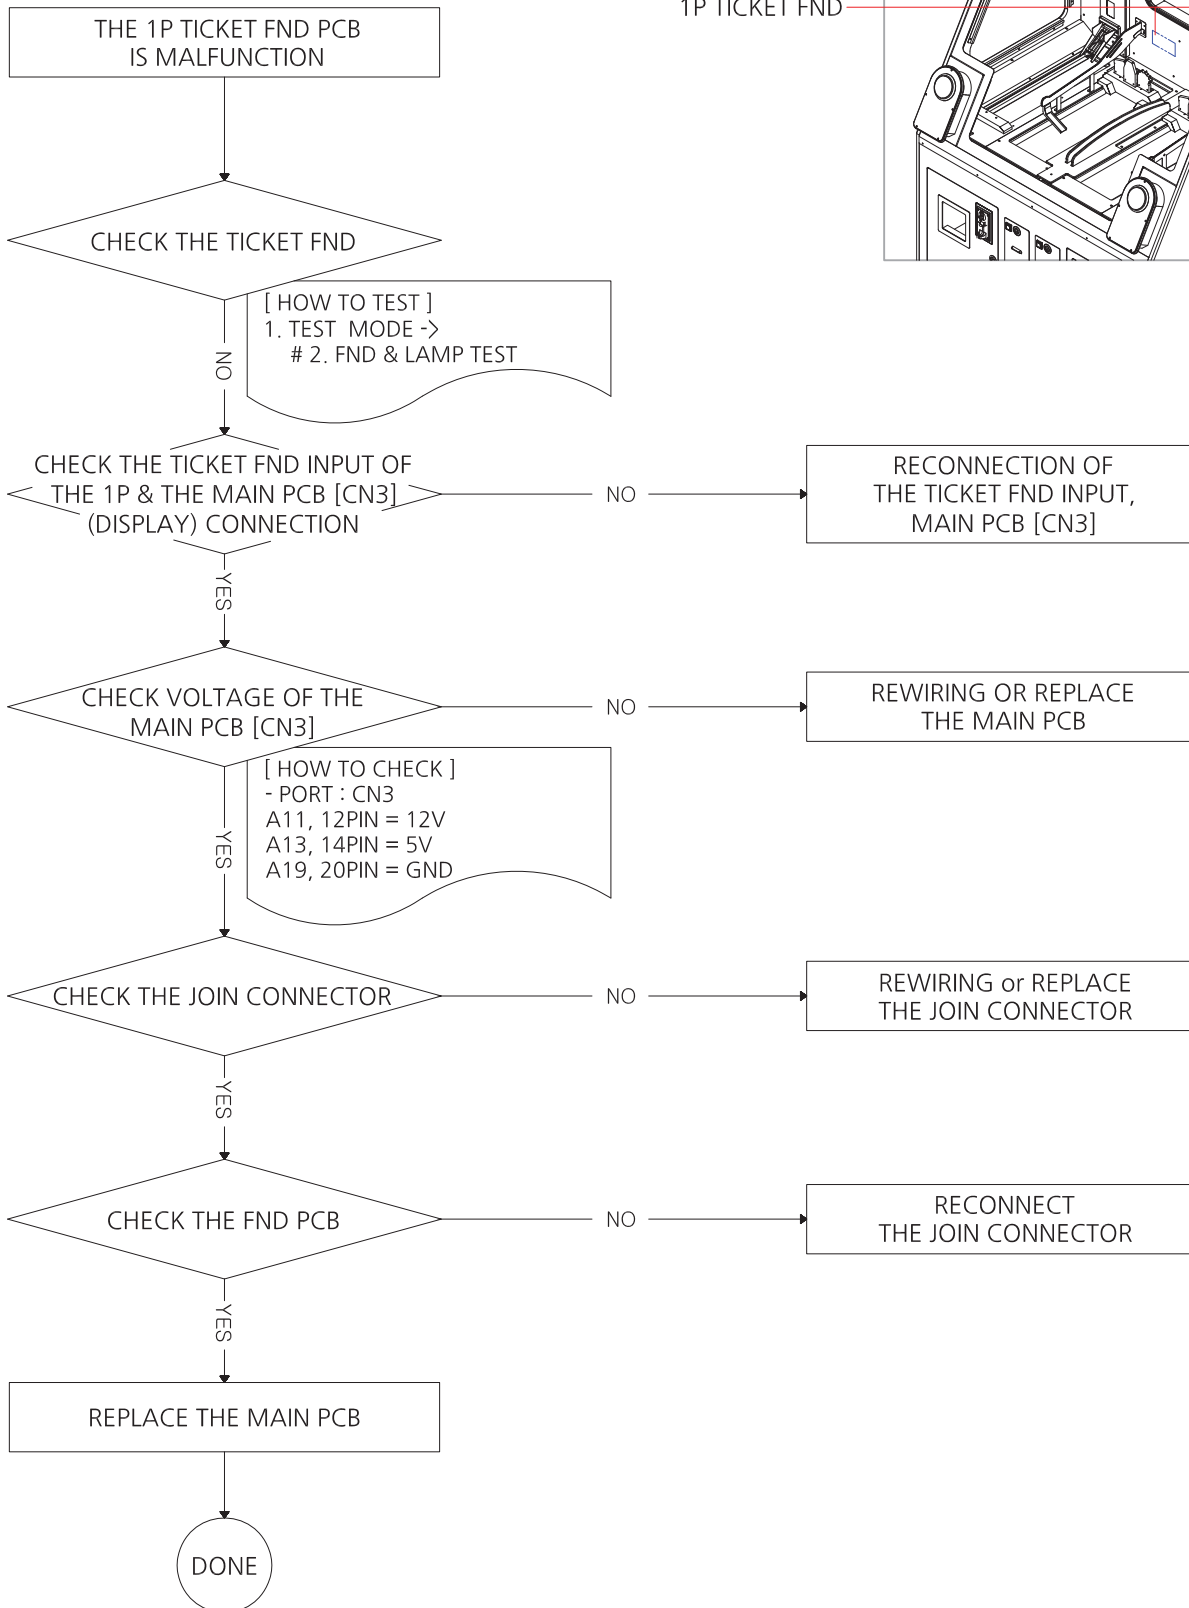 1P TICKET FND
THE 1P TICKET FND PCB
IS MALFUNCTION
CHECK THE TICKET FND
[ HOW TO TEST ]
1. TEST MODE ->
# 2. FND & LAMP TEST
NO
CHECK THE TICKET FND INPUT OF
THE 1P & THE MAIN PCB [CN3]
(DISPLAY) CONNECTION
NO
RECONNECTION OF
THE TICKET FND INPUT,
MAIN PCB [CN3]
YES
CHECK VOLTAGE OF THE
MAIN PCB [CN3]
NO
REWIRING OR REPLACE
THE MAIN PCB
[ HOW TO CHECK ]
- PORT : CN3
A11, 12PIN = 12V
A13, 14PIN = 5V
A19, 20PIN = GND
YES
CHECK THE JOIN CONNECTOR
NO
REWIRING or REPLACE
THE JOIN CONNECTOR
YES
CHECK THE FND PCB
NO
RECONNECT
THE JOIN CONNECTOR
YES
REPLACE THE MAIN PCB
DONE